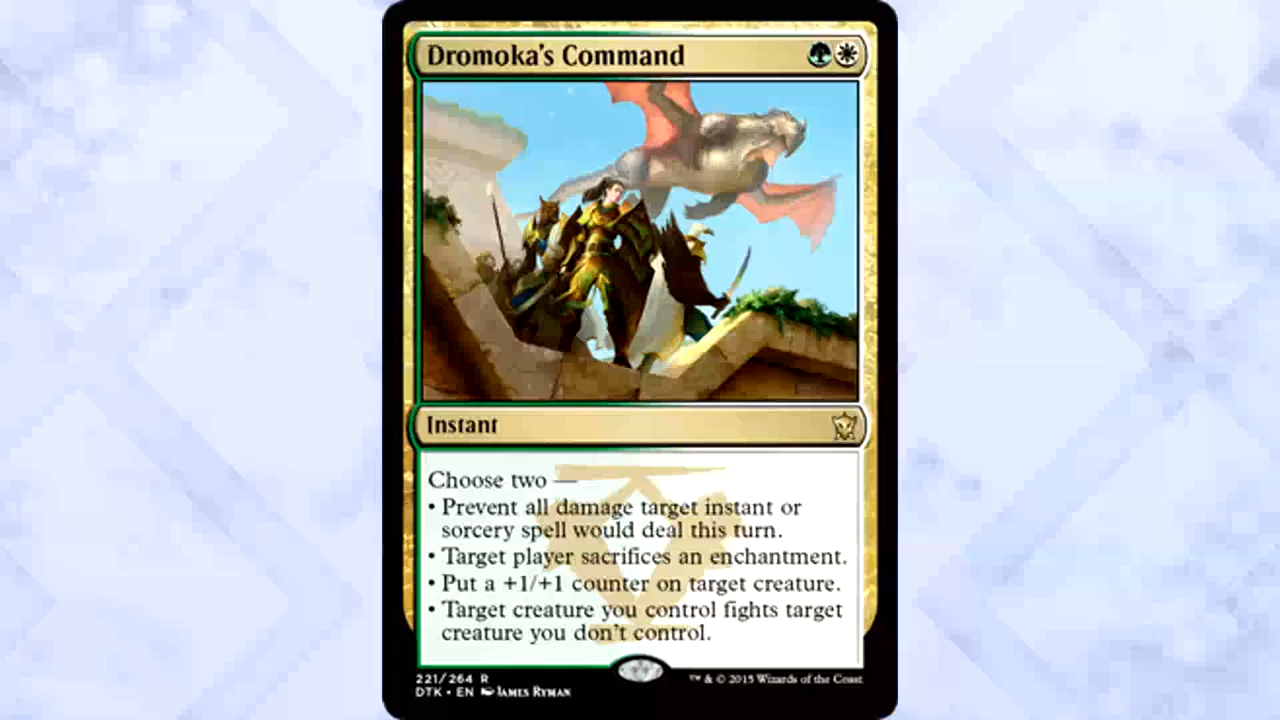 Dromoka's Command
Instant
Choose two —
• Prevent all damage target instant or
sorcery spell would deal this turn.
• Target player sacrifices an enchantment.
• Put a +1/+1 counter on target creature.
• Target creature you control fights target
creature you don't control.
221/264 R
™ & © 2015 Wizards of the Coast
DTK • EN James Ryman